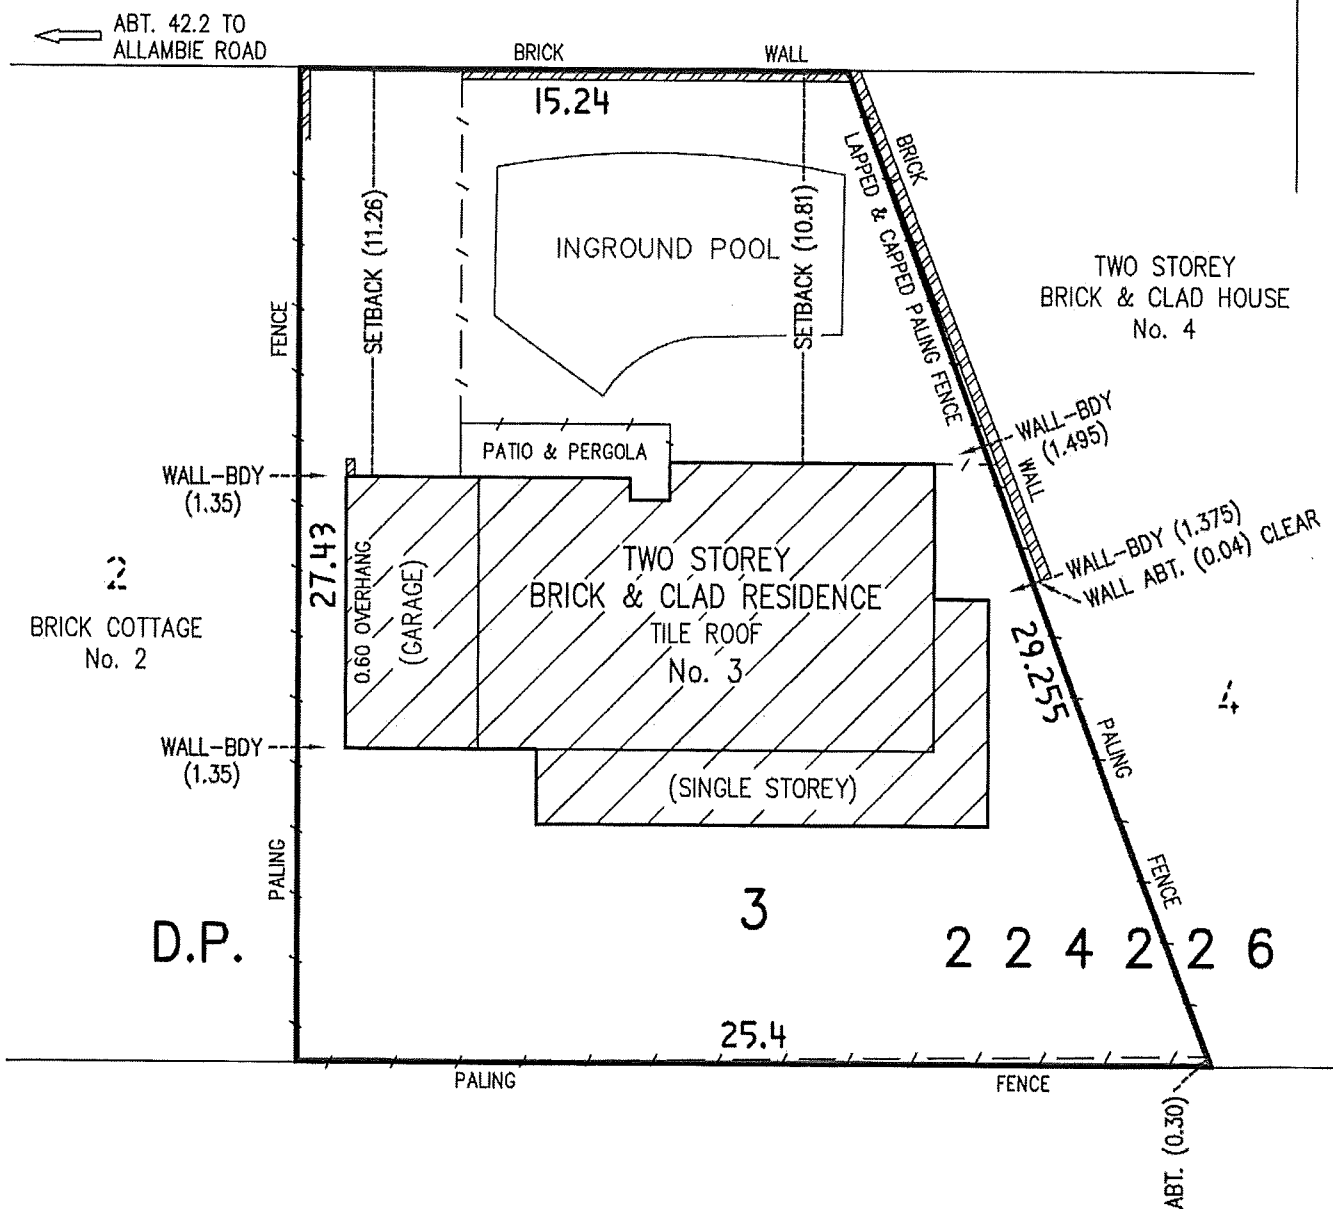 ABT. 42.2 TO
ALLAMBIE ROAD
BRICK WALL
15.24
BRICK
WALL
LAPPED & CAPPED PALING FENCE
SETBACK (11.26)
SETBACK (10.81)
INGROUND POOL
TWO STOREY
BRICK & CLAD HOUSE
No. 4
FENCE
PATIO & PERGOLA
WALL-BDY
(1.495)
WALL-BDY
(1.35)
27.43
WALL-BDY (1.375)
WALL ABT. (0.04) CLEAR
2
BRICK COTTAGE
No. 2
0.60 OVERHANG
(GARAGE)
TWO STOREY
BRICK & CLAD RESIDENCE
TILE ROOF
No. 3
29.255
4
WALL-BDY
(1.35)
(SINGLE STOREY)
PALING
FENCE
PALING
3
D.P.
2 2 4 2 2 6
25.4
PALING FENCE
ABT. (0.30)